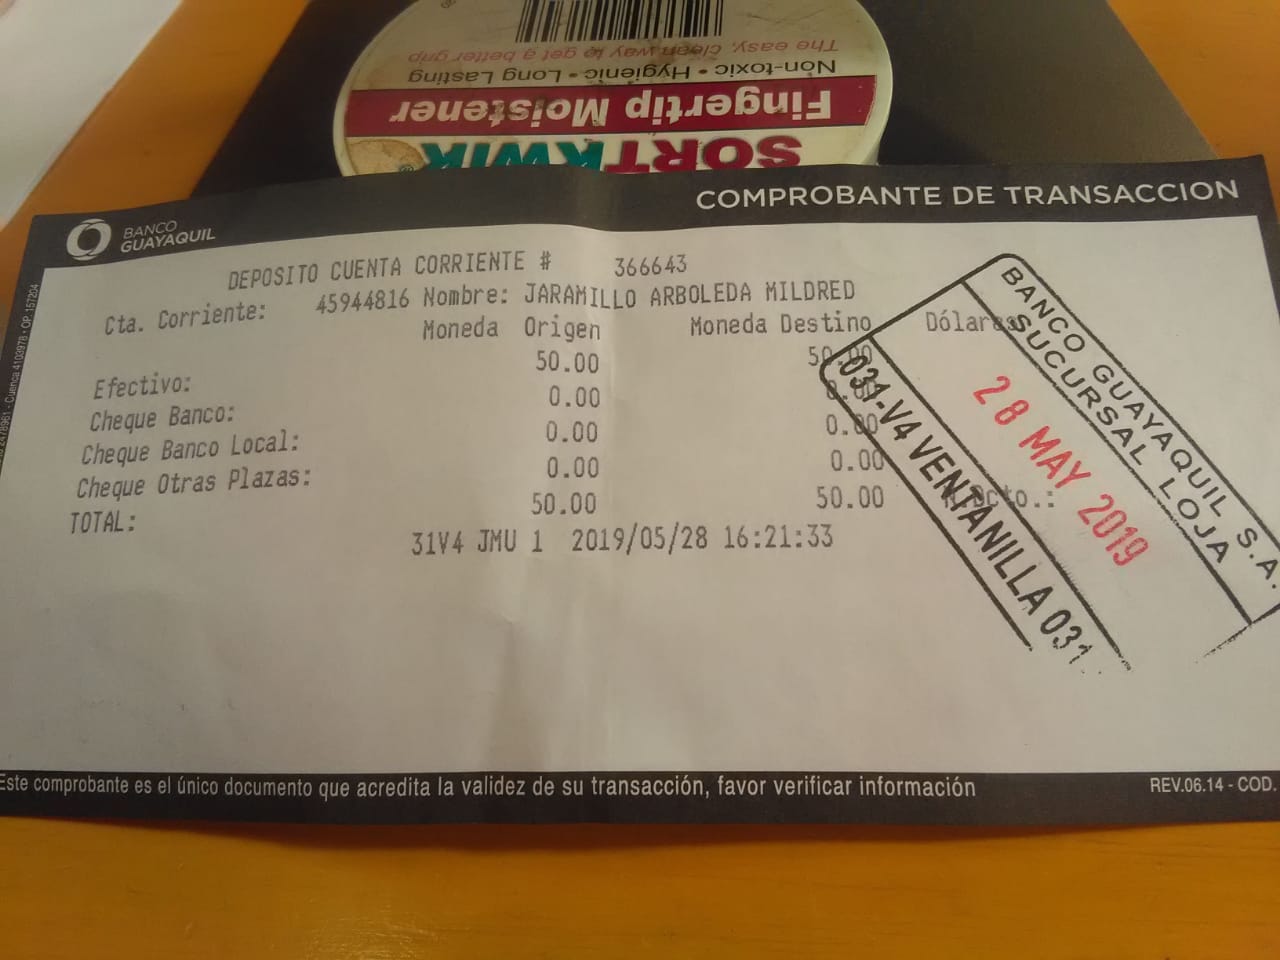 The easy, clean way to get a better grip
Non-toxic • Hygienic • Long Lasting
Fingertip Moistener
SORTKWIK®
BANCO
GUAYAQUIL
COMPROBANTE DE TRANSACCION
DEPOSITO CUENTA CORRIENTE # 366643
Cta. Corriente: 45944816 Nombre: JARAMILLO ARBOLEDA MILDRED
Moneda Origen Moneda Destino Dólares
Efectivo: 50.00 50.00
Cheque Banco: 0.00 0.00
Cheque Banco Local: 0.00 0.00
Cheque Otras Plazas: 0.00 0.00
TOTAL: 50.00 50.00
31V4 JMU 1 2019/05/28 16:21:33
BANCO GUAYAQUIL S.A.
SUCURSAL LOJA
28 MAY 2019
031-V4 VENTANILLA 031
Cuenca 4103978 - OP. 157204
Este comprobante es el único documento que acredita la validez de su transacción, favor verificar información
REV.06.14 - COD.